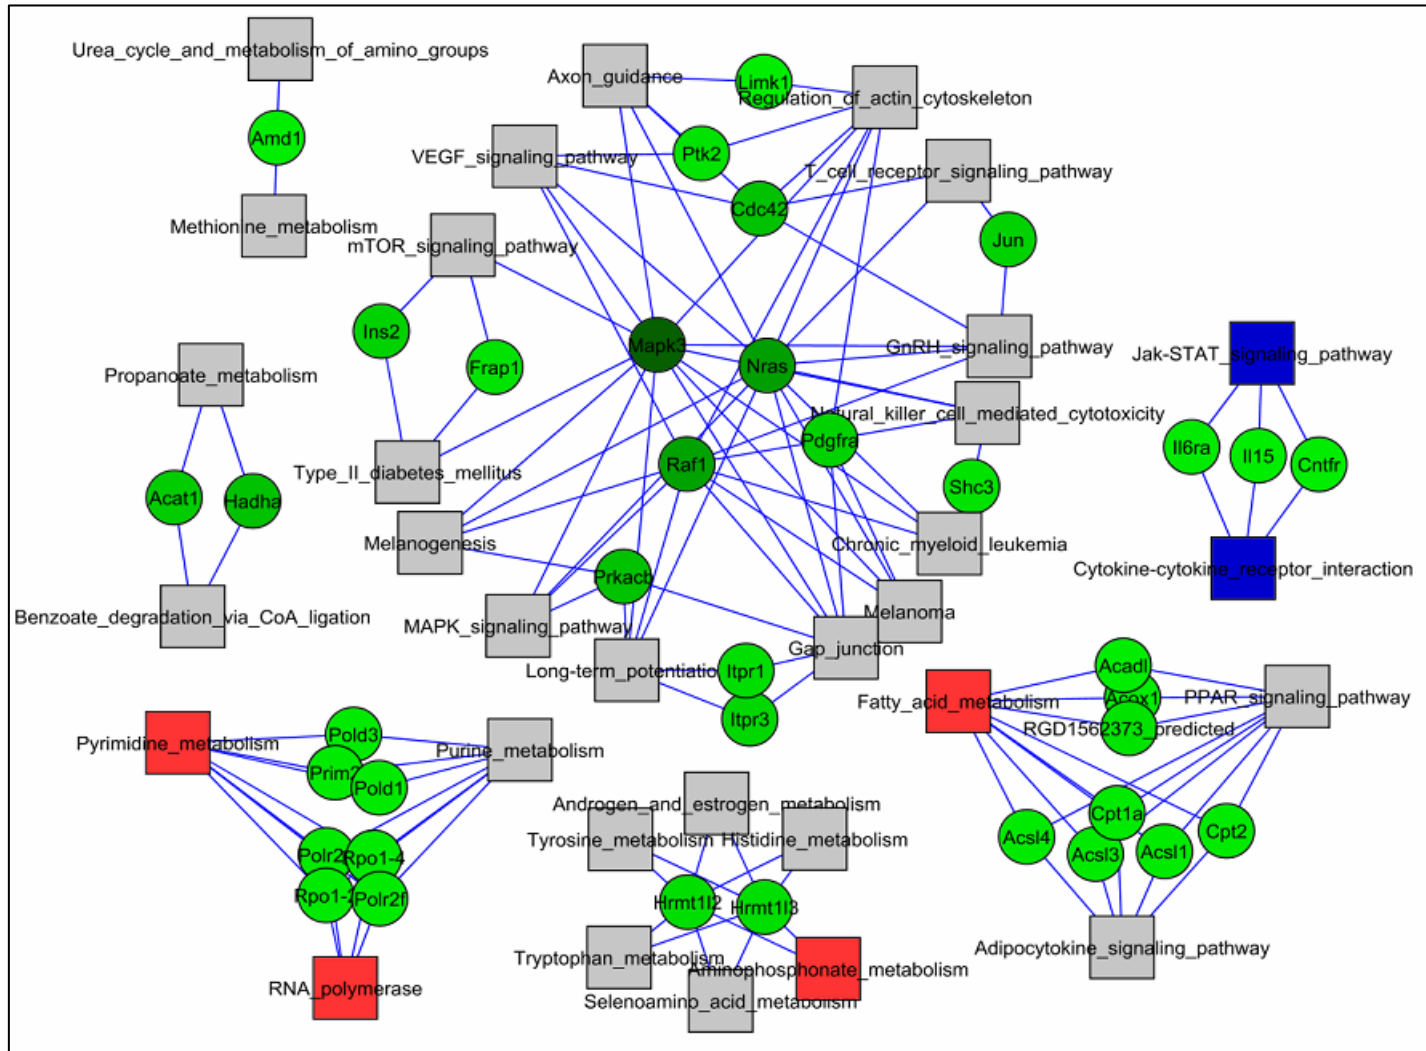 Urea_cycle_and_metabolism_of_amino_groups
Axon_guidance
Limk1
Regulation_of_actin_cytoskeleton
Amd1
VEGF_signaling_pathway
Ptk2
T_cell_receptor_signaling_pathway
Methionine_metabolism
mTOR_signaling_pathway
Cdc42
Jun
Ins2
Mapk3
Nras
GnRH_signaling_pathway
Jak-STAT_signaling_pathway
Propanoate_metabolism
Frap1
Natural_killer_cell_mediated_cytotoxicity
Pdgfra
Il6ra
Il15
Cntfr
Type_II_diabetes_mellitus
Raf1
Shc3
Acat1
Hadha
Melanogenesis
Chronic_myeloid_leukemia
Cytokine-cytokine_receptor_interaction
Prkacb
Benzoate_degradation_via_CoA_ligation
MAPK_signaling_pathway
Melanoma
Gap_junction
Long-term_potentiatio
Itpr1
Itpr3
Acadl
Fatty_acid_metabolism
Acox1
PPAR_signaling_pathway
RGD1562373_predicted
Pyrimidine_metabolism
Pold3
Purine_metabolism
Prim2
Pold1
Androgen_and_estrogen_metabolism
Tyrosine_metabolism
Histidine_metabolism
Cpt1a
Acsl4
Acsl3
Acsl1
Cpt2
Polr2
Rpo1-4
Rpo1-2
Polr2f
Hrmt1l2
Hrmt1l3
Tryptophan_metabolism
Aminophosphonate_metabolism
Adipocytokine_signaling_pathway
RNA_polymerase
Selenoamino_acid_metabolism